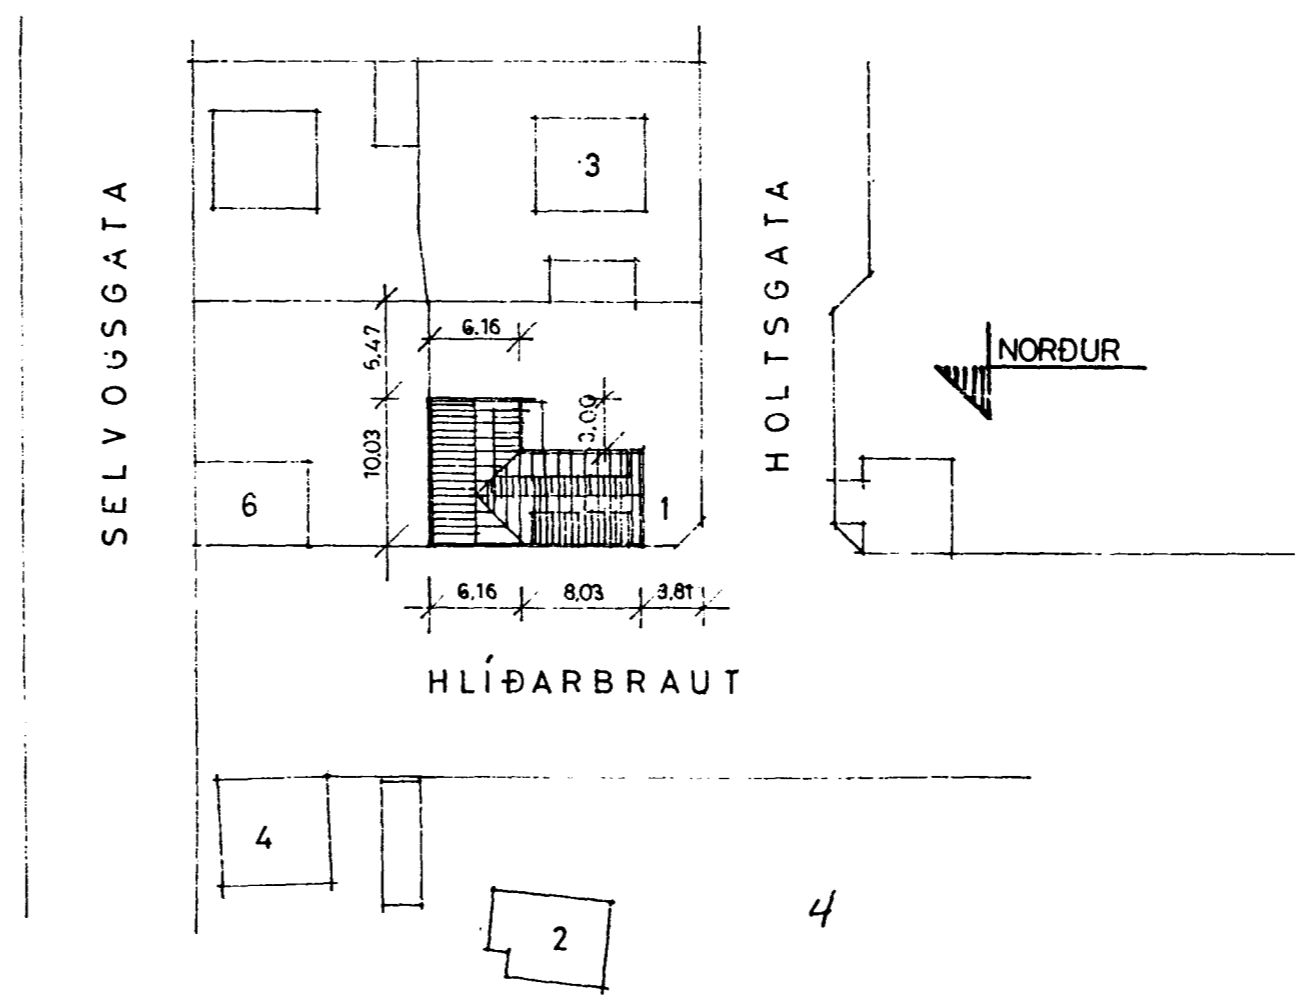 3
SELVOGSGATA
HOLTSGATA
6.16
6,47
NORÐUR
3,00
10,03
6
1
6,16 8,03 3,81
HLÍÐARBRAUT
4
4
2